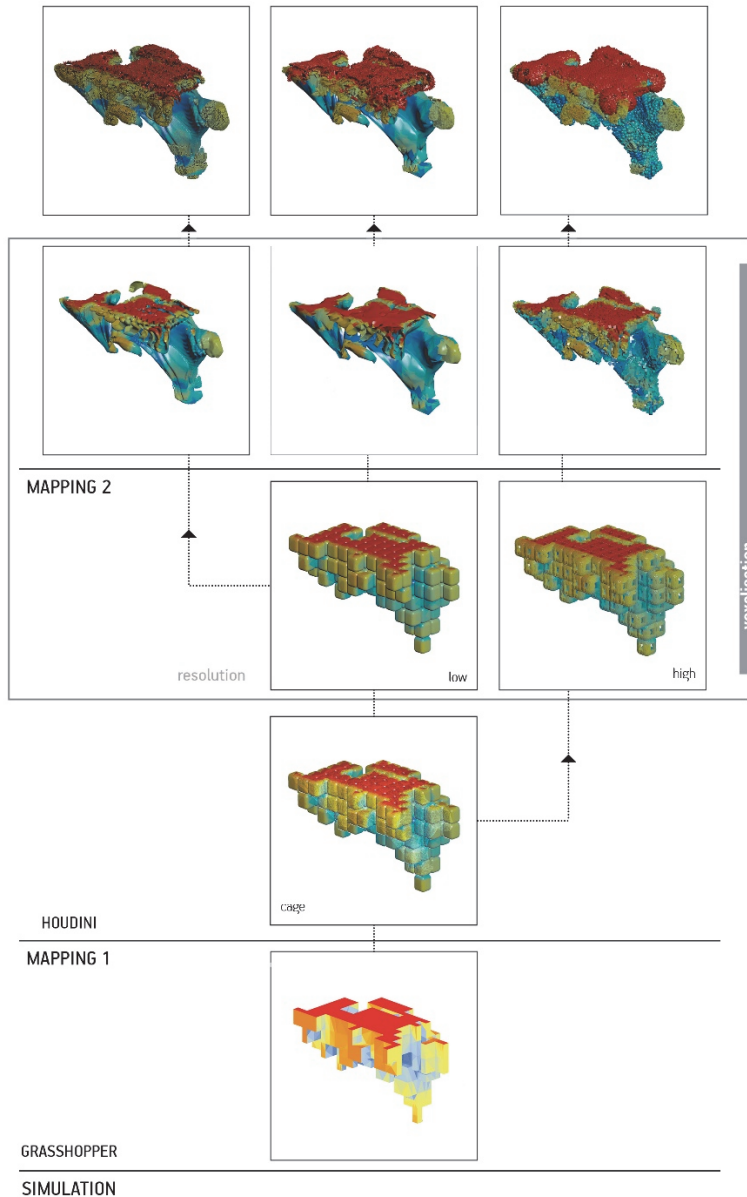 MAPPING 2
resolution
low
high
cage
HOUDINI
MAPPING 1
GRASSHOPPER
SIMULATION